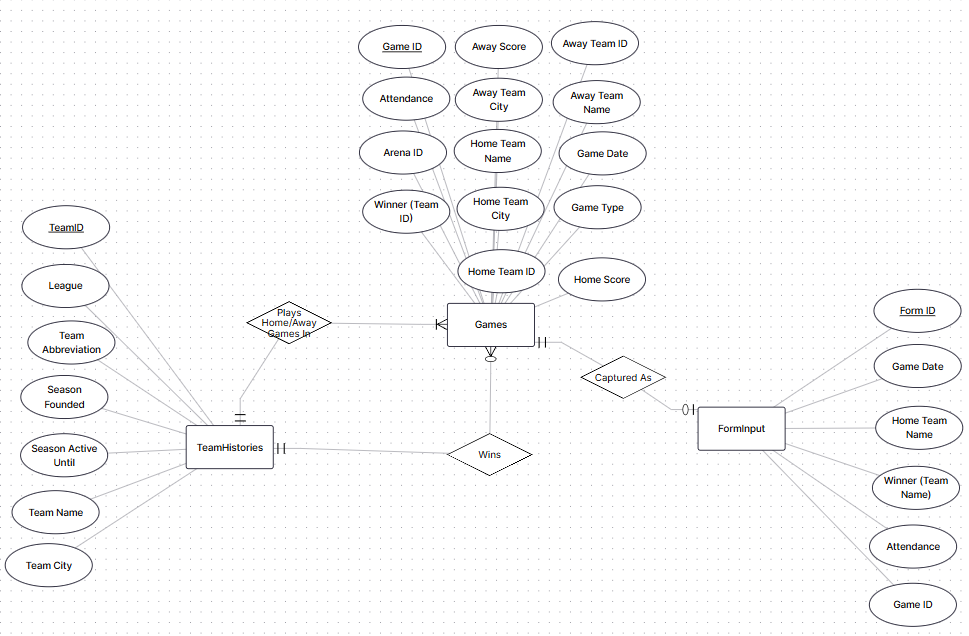 Game ID
Away Score
Away Team ID
Attendance
Away Team
City
Away Team
Name
Arena ID
Home Team
Name
Game Date
Winner (Team
ID)
Home Team
City
Game Type
Home Team ID
Home Score
TeamID
League
Team
Abbreviation
Season
Founded
Season Active
Until
Team Name
Team City
Plays
Home/Away
Games In
Games
Captured As
TeamHistories
Wins
FormInput
Form ID
Game Date
Home Team
Name
Winner (Team
Name)
Attendance
Game ID